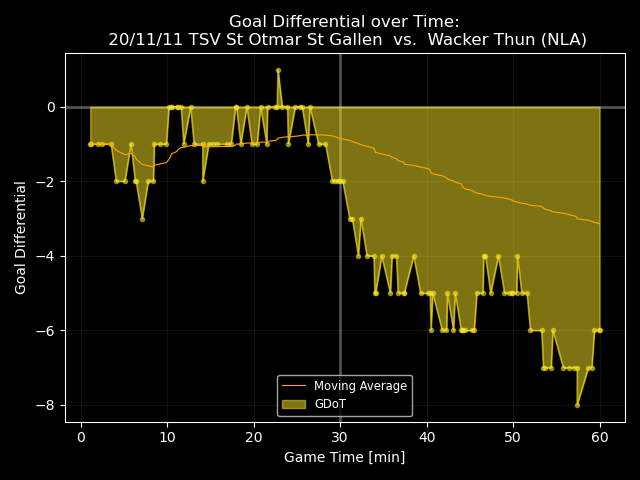 Goal Differential over Time:
20/11/11 TSV St Otmar St Gallen vs. Wacker Thun (NLA)
Goal Differential
0
−2
−4
−6
−8
Moving Average
GDoT
0 10 20 30 40 50 60
Game Time [min]